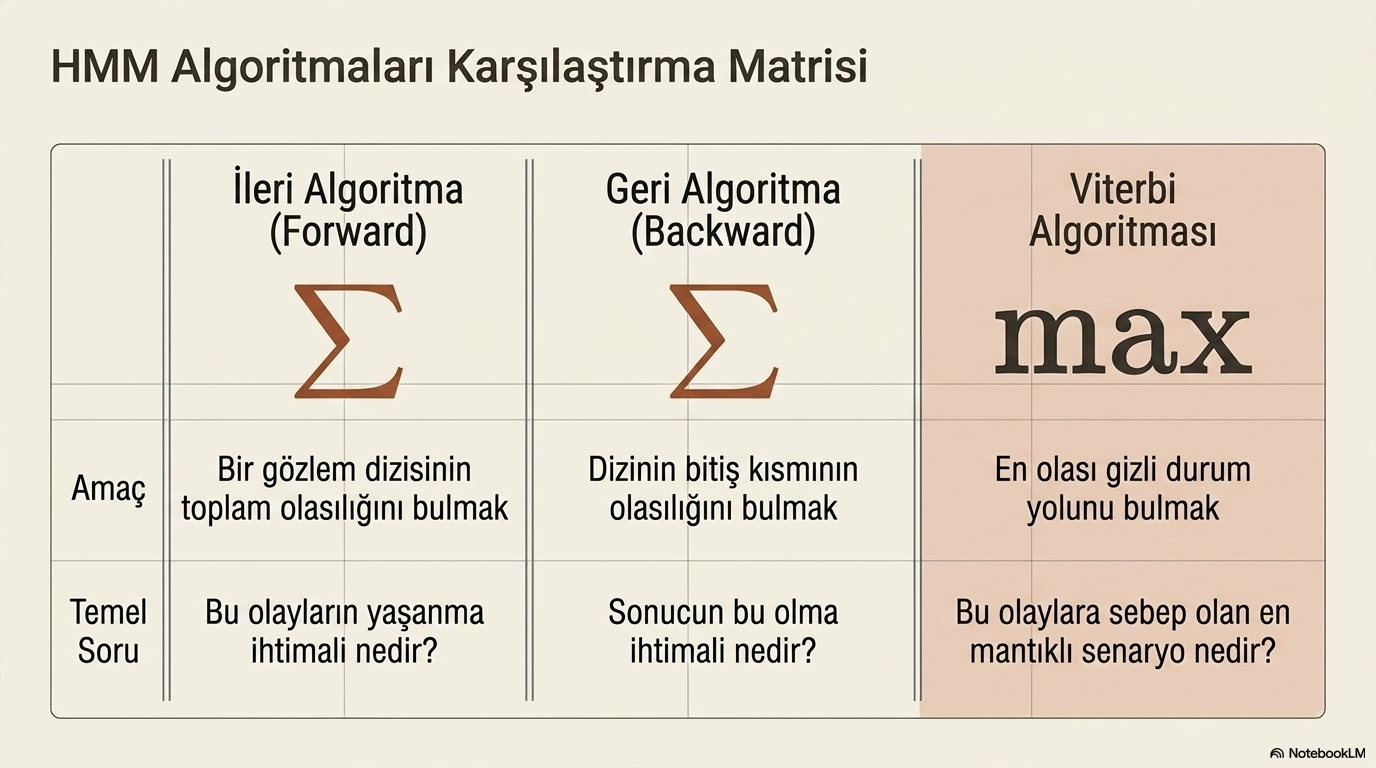 HMM Algoritmaları Karşılaştırma Matrisi
İleri Algoritma
(Forward)
Σ
Geri Algoritma
(Backward)
Σ
Viterbi
Algoritması
max
Amaç
Bir gözlem dizisinin
toplam olasılığını bulmak
Dizinin bitiş kısmının
olasılığını bulmak
En olası gizli durum
yolunu bulmak
Temel
Soru
Bu olayların yaşanma
ihtimali nedir?
Sonucun bu olma
ihtimali nedir?
Bu olaylara sebep olan en
mantıklı senaryo nedir?
NotebookLM